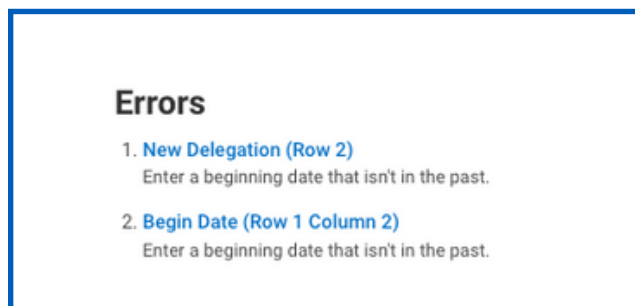 Errors
1. New Delegation (Row 2)
Enter a beginning date that isn't in the past.
2. Begin Date (Row 1 Column 2)
Enter a beginning date that isn't in the past.